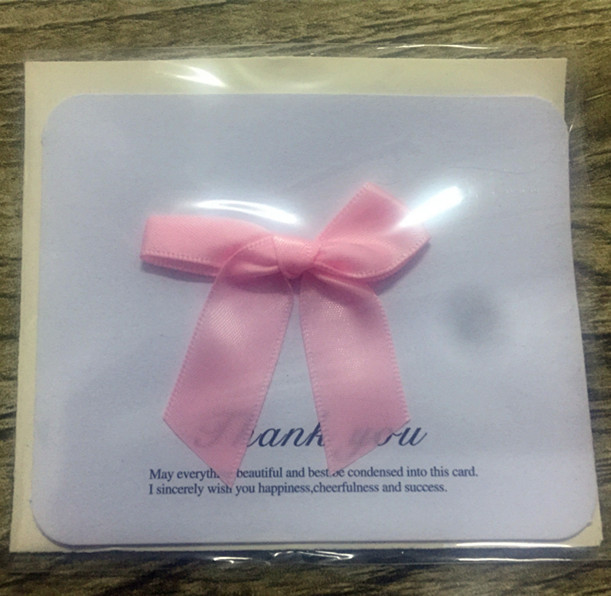 Thank you
May everything beautiful and best be condensed into this card.
I sincerely wish you happiness,cheerfulness and success.